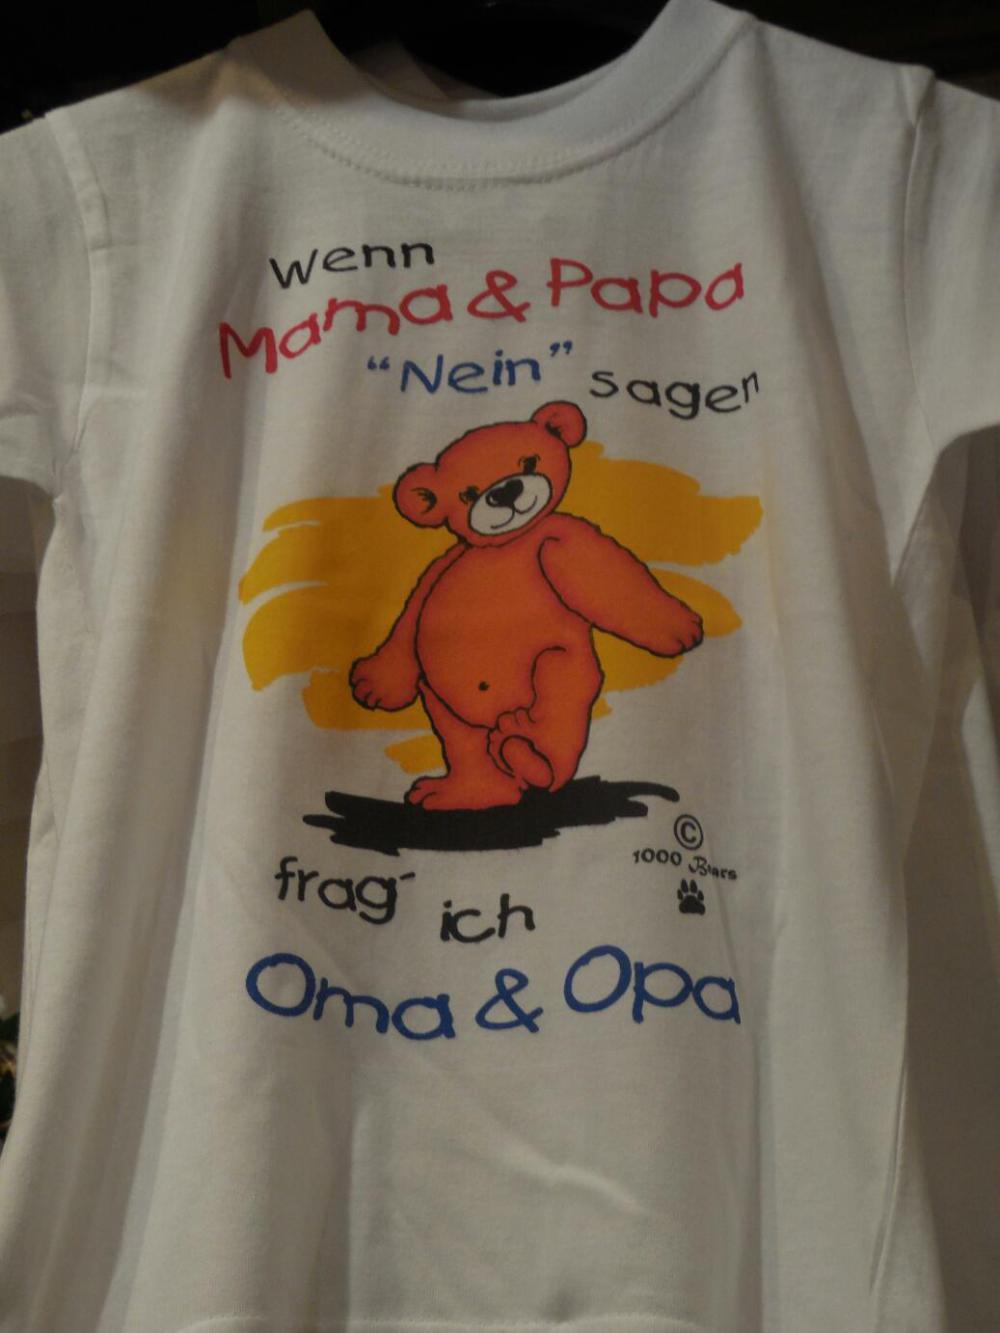 wenn
Mama & Papa
“Nein” sagen
©
1000 Bears
frag´ ich
Oma & Opa